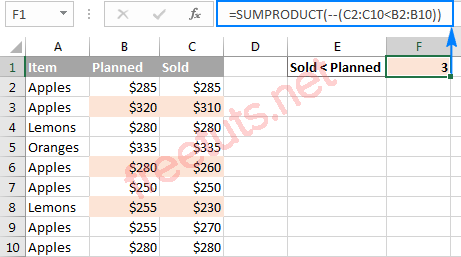 F1 fx =SUMPRODUCT(--(C2:C10<B2:B10))
A B C D E F
1 Item Planned Sold Sold < Planned 3
2 Apples $285 $285
3 Apples $320 $310
4 Lemons $280 $280
5 Oranges $335 $335
6 Apples $280 $260
7 Apples $250 $250
8 Lemons $255 $230
9 Apples $255 $270
10 Apples $280 $280
freetuts.net